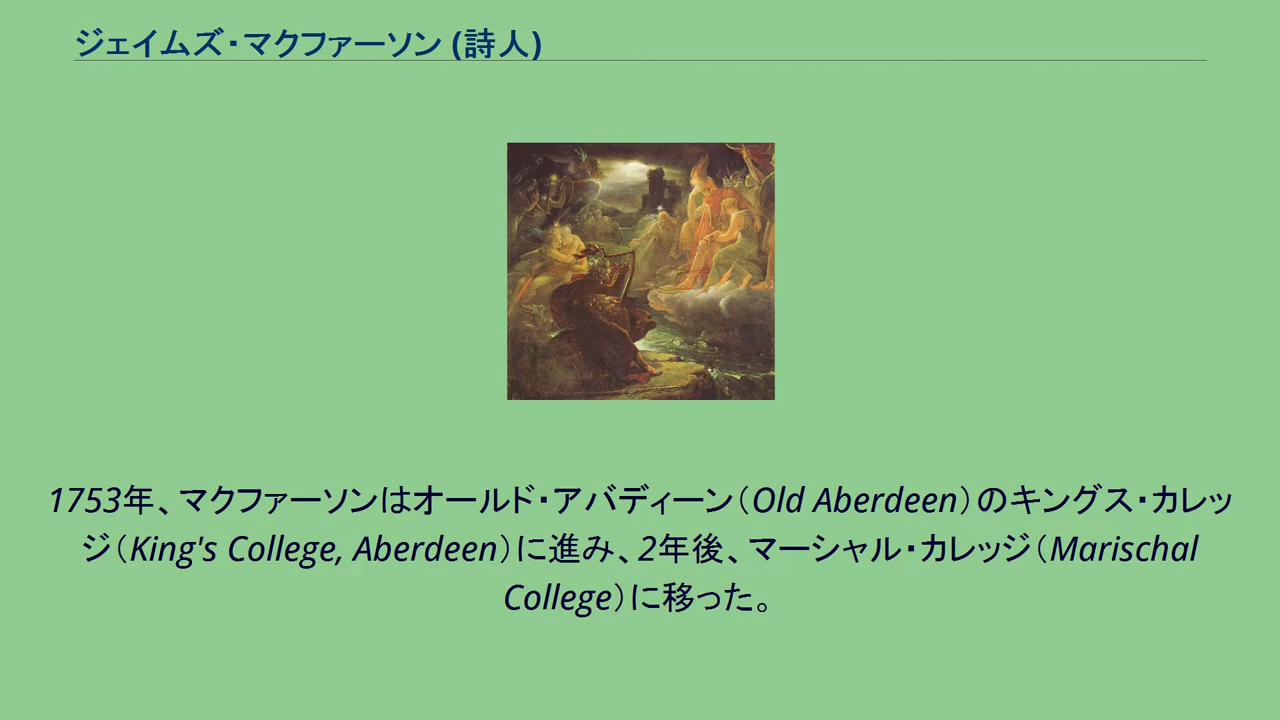 ジェイムズ・マクファーソン (詩人)
1753年、マクファーソンはオールド・アバディーン（Old Aberdeen）のキングス・カレッ
ジ（King's College, Aberdeen）に進み、2年後、マーシャル・カレッジ（Marischal
College）に移った。